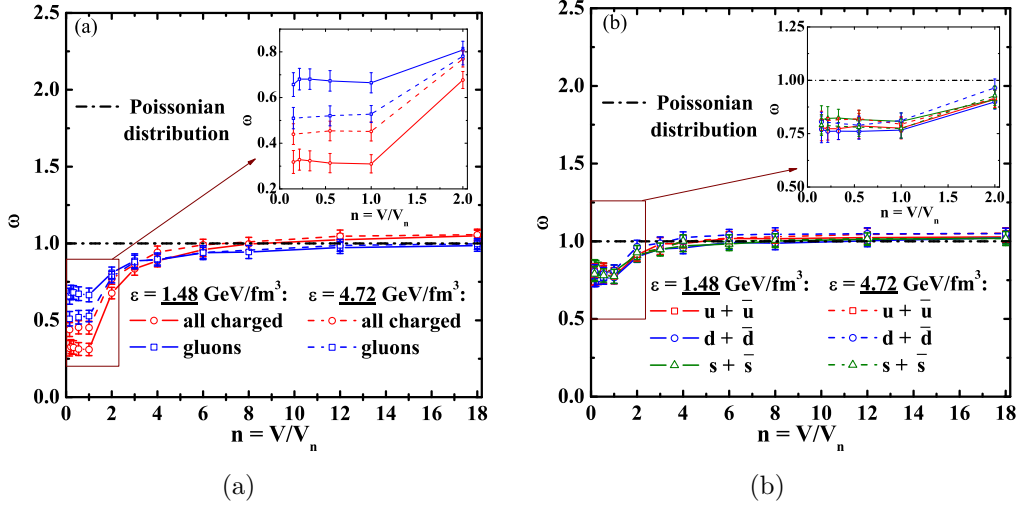 (a)
2.5
2.0
1.5
1.0
0.5
0.0
ω
0 2 4 6 8 10 12 14 16 18
n = V/Vₙ
Poissonian
distribution
0.8
0.6
0.4
0.2
ω
0.0 0.5 1.0 1.5 2.0
n = V/Vₙ
ε = 1.48 GeV/fm³: ε = 4.72 GeV/fm³:
all charged all charged
gluons gluons
(a)
(b)
2.5
2.0
1.5
1.0
0.5
0.0
ω
0 2 4 6 8 10 12 14 16 18
n = V/Vₙ
Poissonian
distribution
1.25
1.00
0.75
0.50
ω
0.0 0.5 1.0 1.5 2.0
n = V/Vₙ
ε = 1.48 GeV/fm³: ε = 4.72 GeV/fm³:
u + u̅ u + u̅
d + d̅ d + d̅
s + s̅ s + s̅
(b)